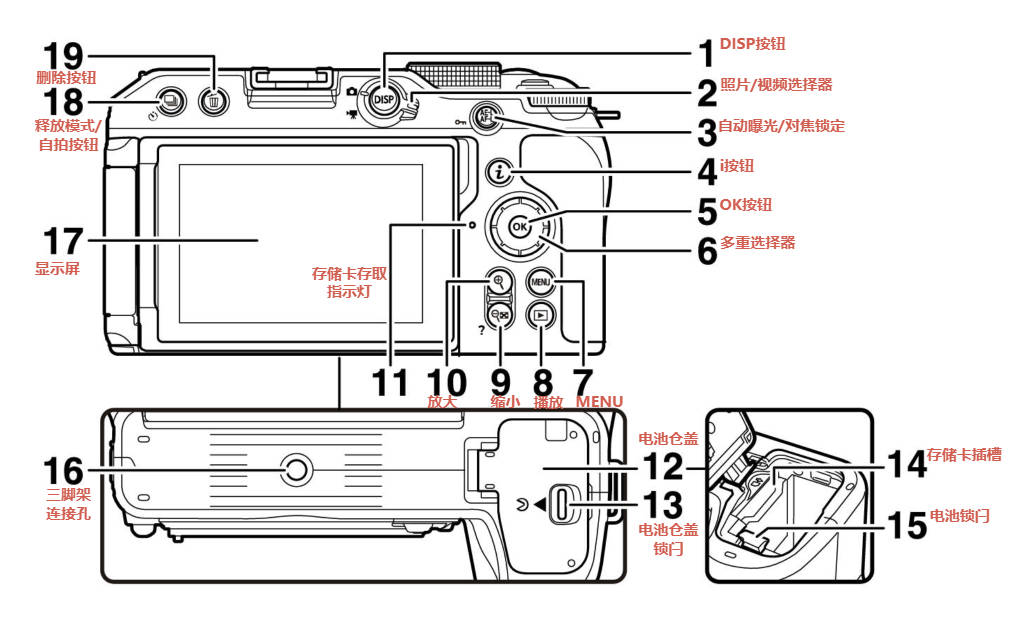 19
删除按钮
18
释放模式/
自拍按钮
DISP
1
DISP按钮
2
照片/视频选择器
AE-L
AF-L
3
自动曝光/对焦锁定
i
4
i按钮
OK
5
OK按钮
6
多重选择器
17
显示屏
存储卡存取
指示灯
MENU
?
11
10
放大
9
缩小
8
播放
7
MENU
16
三脚架
连接孔
电池仓盖
12
13
电池仓盖
锁闩
14
存储卡插槽
15
电池锁闩